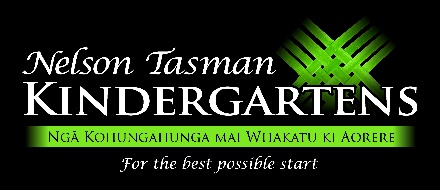 Nelson Tasman
KINDERGARTENS
NGĀ KOHUNGAHUNGA MAI WHAKATU KI AORERE
For the best possible start